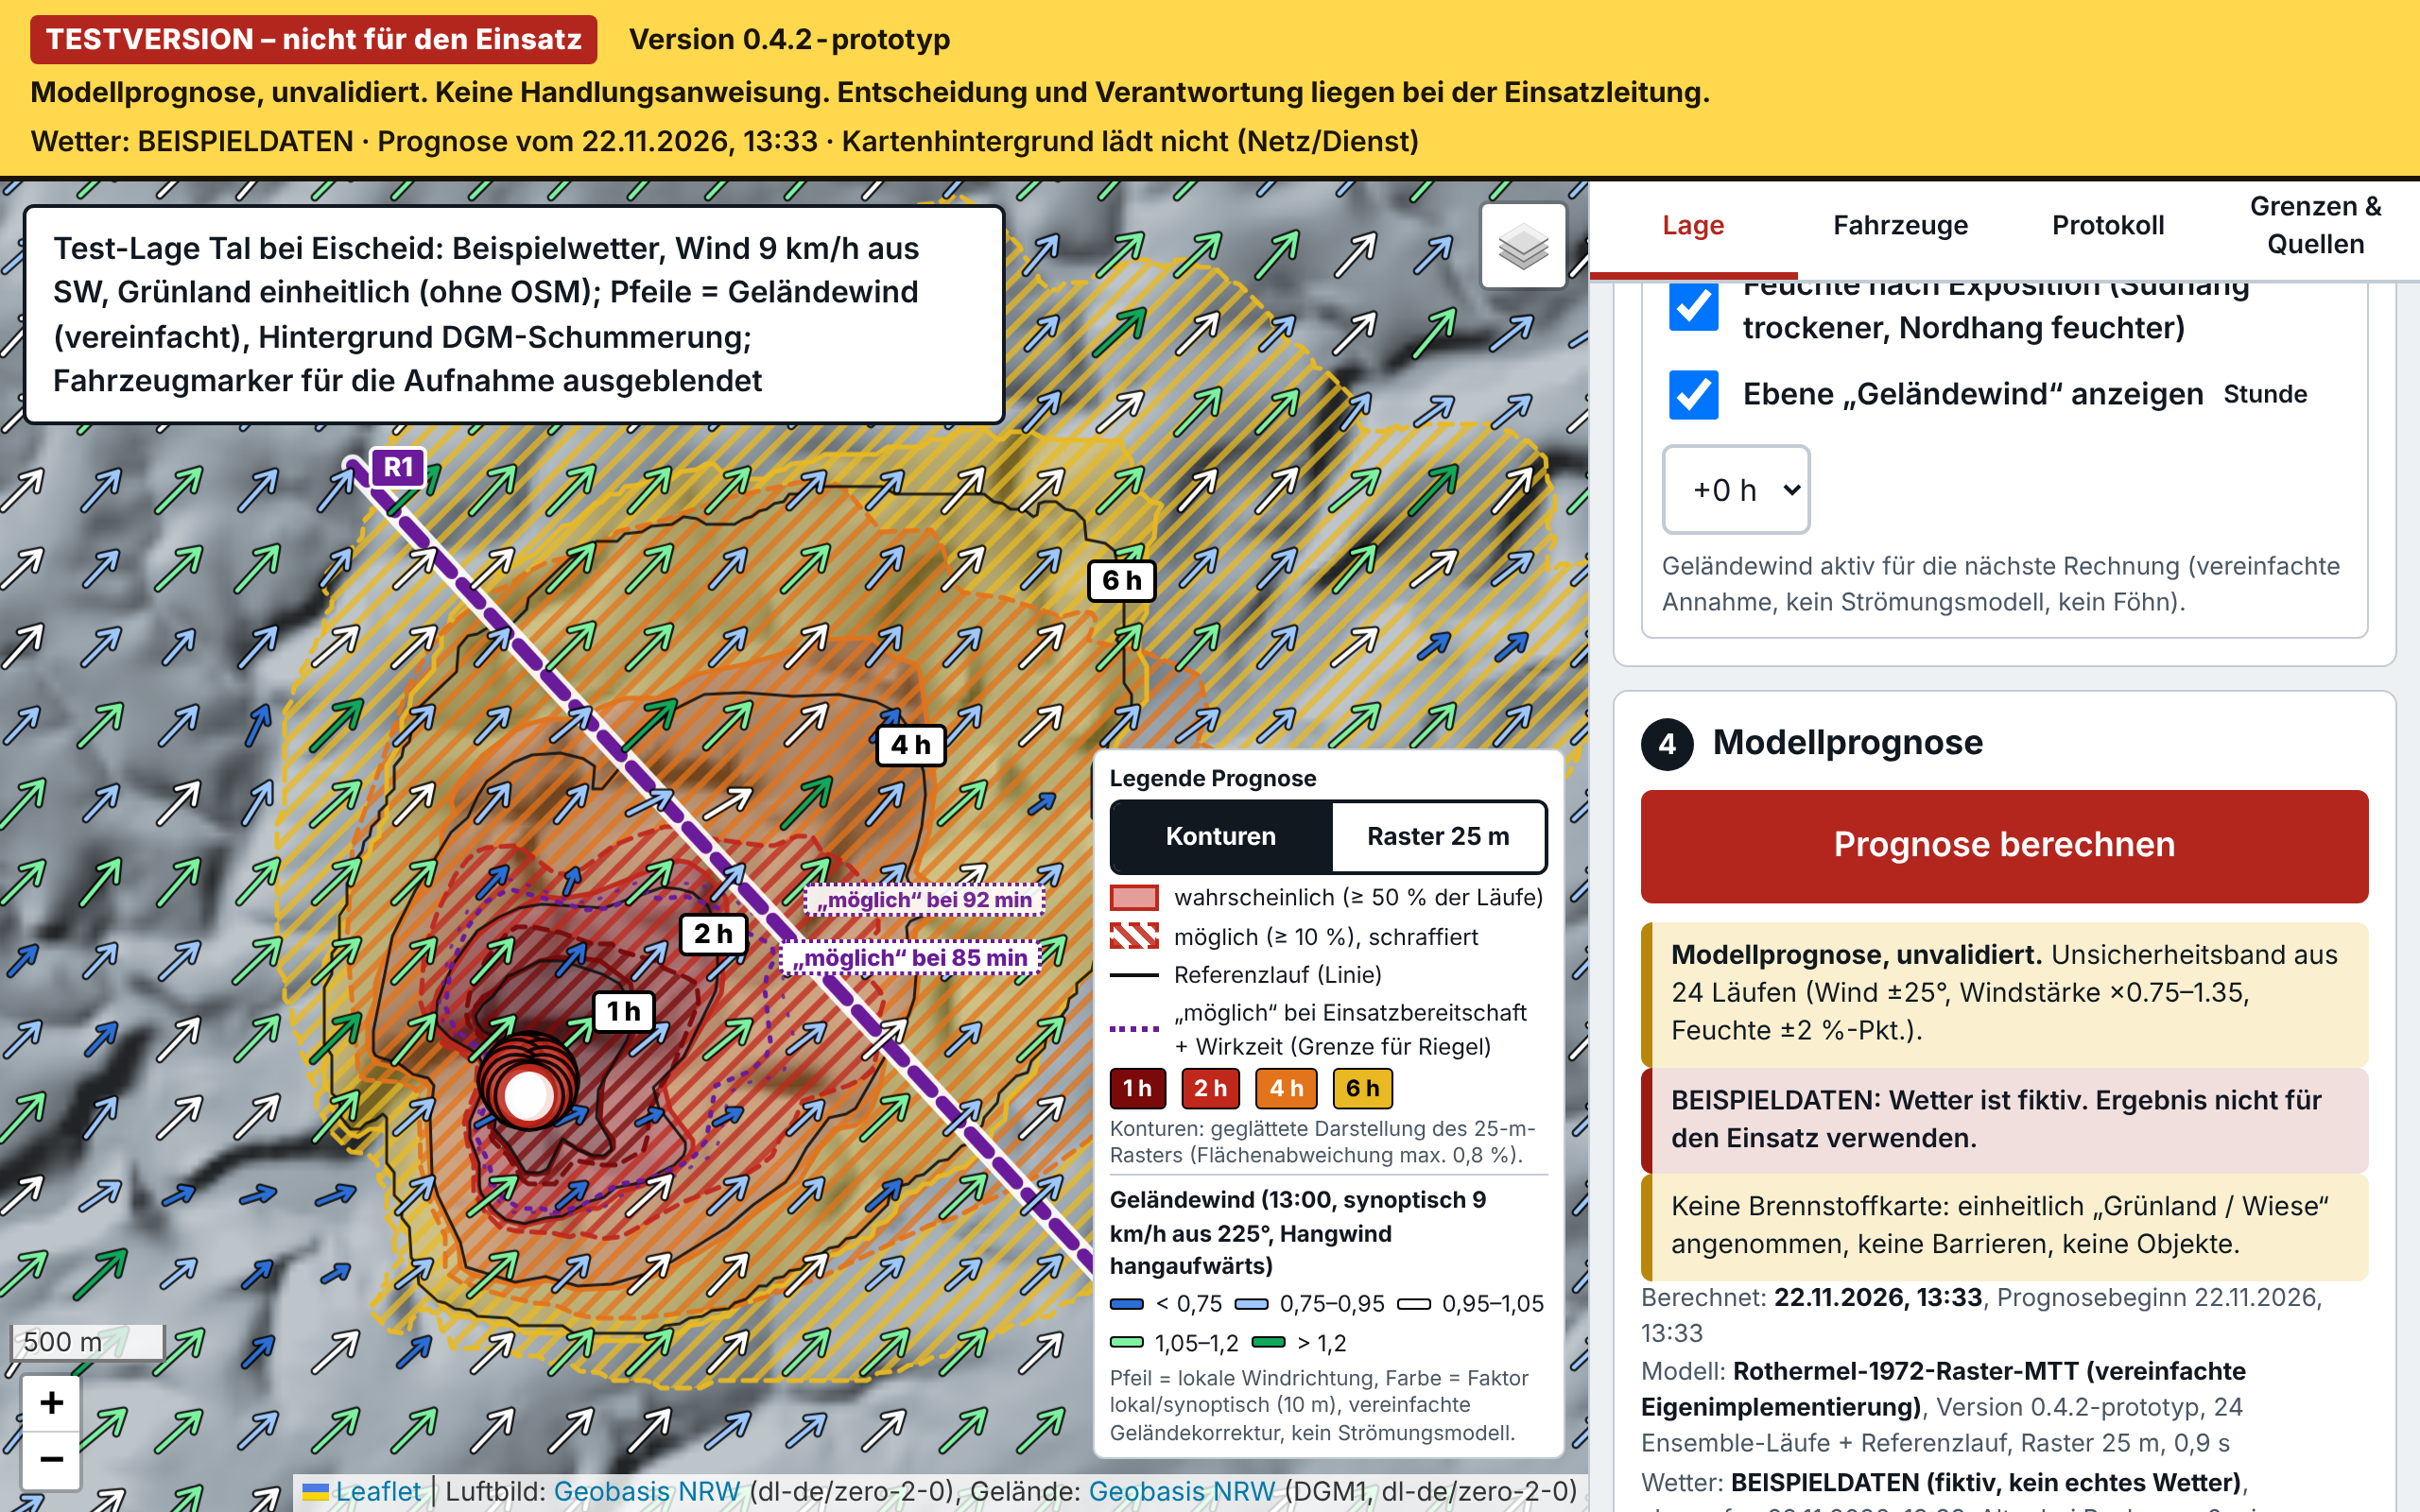 TESTVERSION – nicht für den Einsatz Version 0.4.2-prototyp
Modellprognose, unvalidiert. Keine Handlungsanweisung. Entscheidung und Verantwortung liegen bei der Einsatzleitung.
Wetter: BEISPIELDATEN · Prognose vom 22.11.2026, 13:33 · Kartenhintergrund lädt nicht (Netz/Dienst)
Test-Lage Tal bei Eischeid: Beispielwetter, Wind 9 km/h aus
SW, Grünland einheitlich (ohne OSM); Pfeile = Geländewind
(vereinfacht), Hintergrund DGM-Schummerung;
Fahrzeugmarker für die Aufnahme ausgeblendet
R1
6 h
4 h
„möglich“ bei 92 min
2 h
„möglich“ bei 85 min
1 h
500 m
+
−
Legende Prognose
Konturen Raster 25 m
wahrscheinlich (≥ 50 % der Läufe)
möglich (≥ 10 %), schraffiert
Referenzlauf (Linie)
„möglich“ bei Einsatzbereitschaft
+ Wirkzeit (Grenze für Riegel)
1 h 2 h 4 h 6 h
Konturen: geglättete Darstellung des 25-m-
Rasters (Flächenabweichung max. 0,8 %).
Geländewind (13:00, synoptisch 9
km/h aus 225°, Hangwind
hangaufwärts)
< 0,75 0,75–0,95 0,95–1,05
1,05–1,2 > 1,2
Pfeil = lokale Windrichtung, Farbe = Faktor
lokal/synoptisch (10 m), vereinfachte
Geländekorrektur, kein Strömungsmodell.
Leaflet | Luftbild: Geobasis NRW (dl-de/zero-2-0), Gelände: Geobasis NRW (DGM1, dl-de/zero-2-0)
Lage Fahrzeuge Protokoll Grenzen &
Quellen
Feuchte nach Exposition (Südhang
trockener, Nordhang feuchter)
Ebene „Geländewind“ anzeigen Stunde
+0 h
Geländewind aktiv für die nächste Rechnung (vereinfachte
Annahme, kein Strömungsmodell, kein Föhn).
4 Modellprognose
Prognose berechnen
Modellprognose, unvalidiert. Unsicherheitsband aus
24 Läufen (Wind ±25°, Windstärke ×0.75–1.35,
Feuchte ±2 %-Pkt.).
BEISPIELDATEN: Wetter ist fiktiv. Ergebnis nicht für
den Einsatz verwenden.
Keine Brennstoffkarte: einheitlich „Grünland / Wiese“
angenommen, keine Barrieren, keine Objekte.
Berechnet: 22.11.2026, 13:33, Prognosebeginn 22.11.2026,
13:33
Modell: Rothermel-1972-Raster-MTT (vereinfachte
Eigenimplementierung), Version 0.4.2-prototyp, 24
Ensemble-Läufe + Referenzlauf, Raster 25 m, 0,9 s
Wetter: BEISPIELDATEN (fiktiv, kein echtes Wetter),